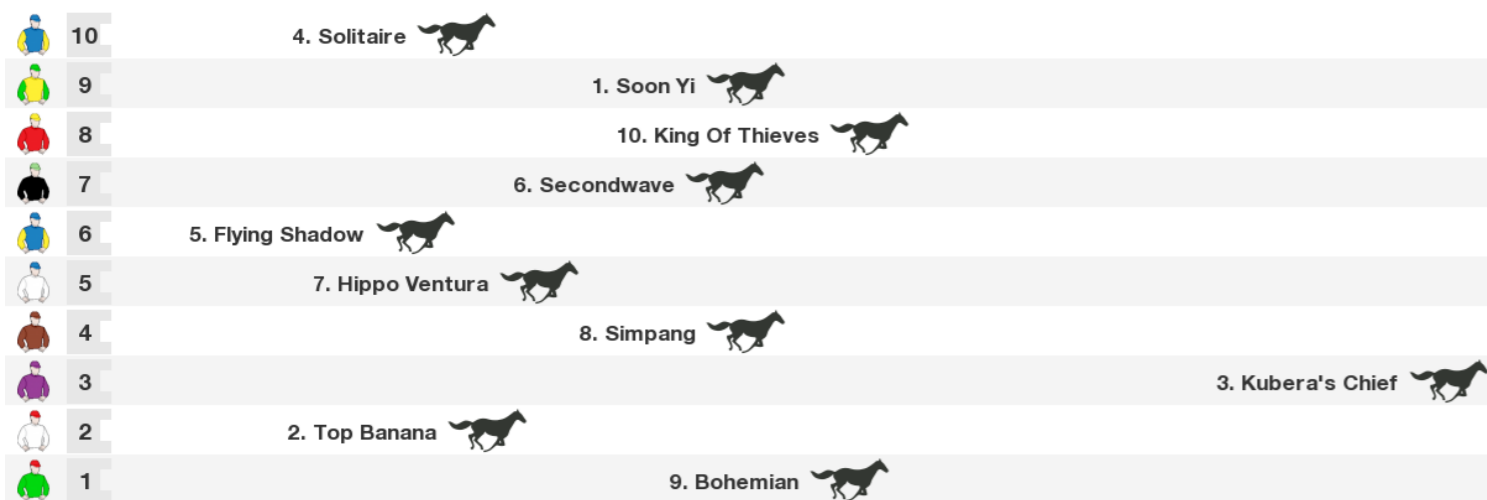 10 4. Solitaire
9 1. Soon Yi
8 10. King Of Thieves
7 6. Secondwave
6 5. Flying Shadow
5 7. Hippo Ventura
4 8. Simpang
3 3. Kubera's Chief
2 2. Top Banana
1 9. Bohemian